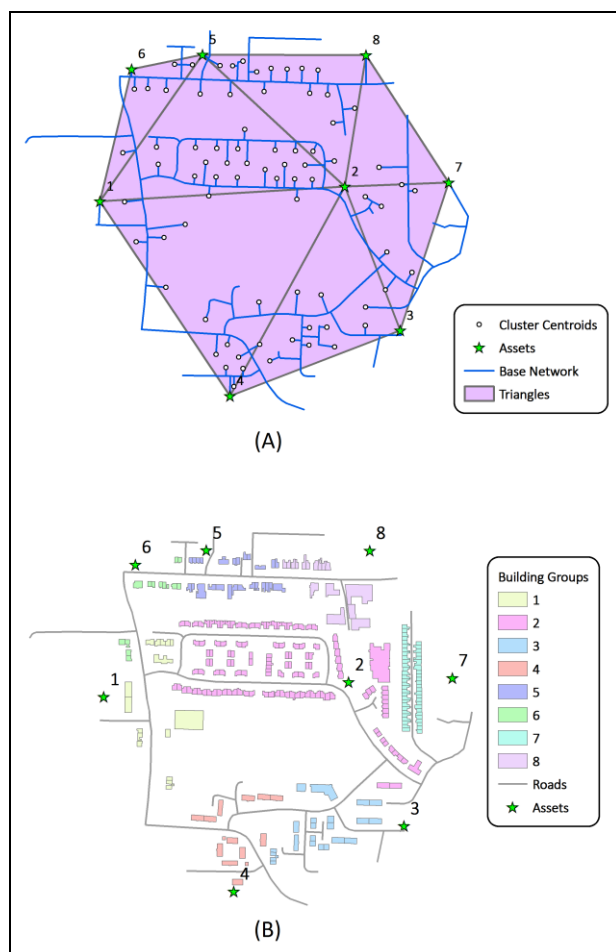 5
8
6
7
2
1
3
4
Cluster Centroids
Assets
Base Network
Triangles
(A)
6
5
8
Building Groups
1
2
3
4
5
6
7
8
Roads
Assets
2
7
1
3
4
(B)